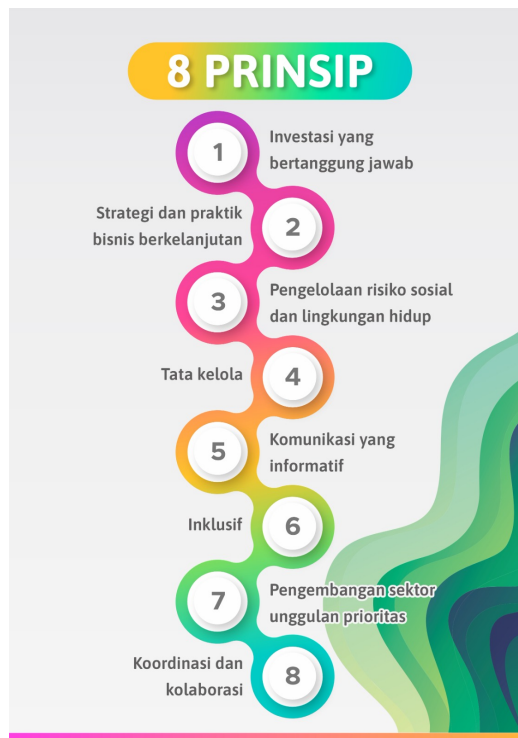 8 PRINSIP
1
Investasi yang
bertanggung jawab
Strategi dan praktik
bisnis berkelanjutan
2
3
Pengelolaan risiko sosial
dan lingkungan hidup
Tata kelola
4
5
Komunikasi yang
informatif
Inklusif
6
7
Pengembangan sektor
unggulan prioritas
Koordinasi dan
kolaborasi
8